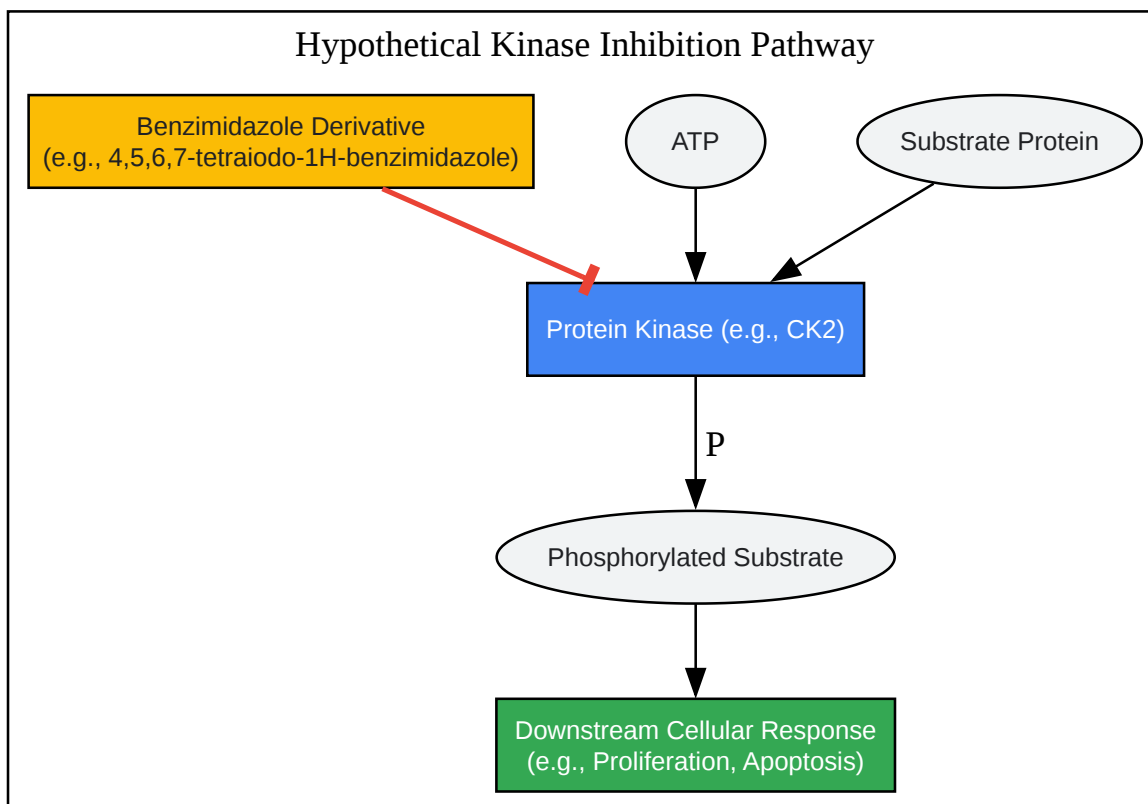 Hypothetical Kinase Inhibition Pathway
Benzimidazole Derivative
(e.g., 4,5,6,7-tetraiodo-1H-benzimidazole)
ATP
Substrate Protein
Protein Kinase (e.g., CK2)
P
Phosphorylated Substrate
Downstream Cellular Response
(e.g., Proliferation, Apoptosis)